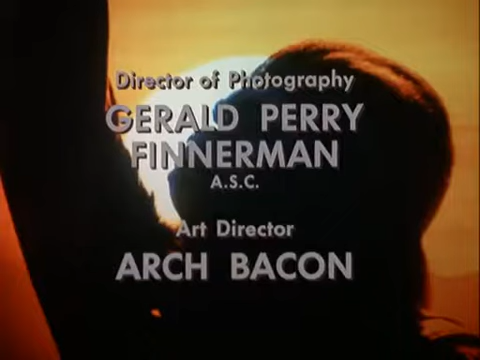 Director of Photography
GERALD PERRY
FINNERMAN
A.S.C.
Art Director
ARCH BACON